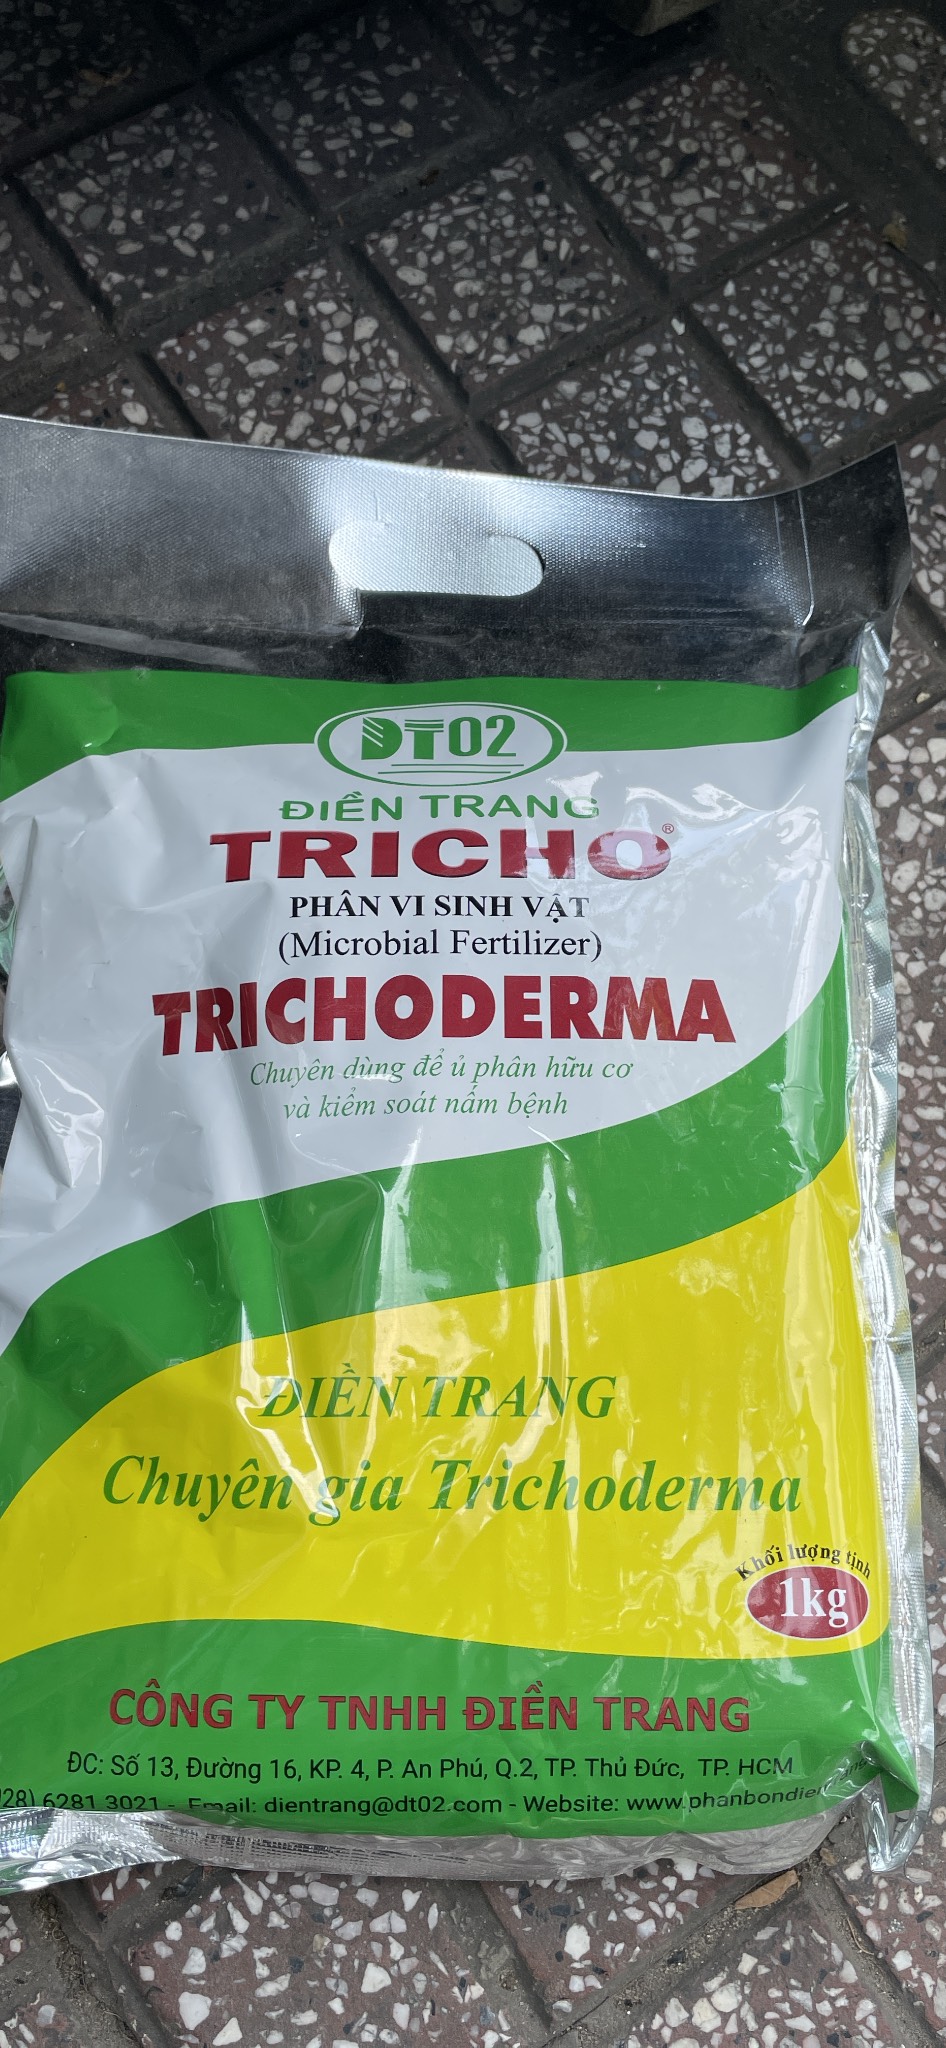 DT02
ĐIỀN TRANG
TRICHO®
PHÂN VI SINH VẬT
(Microbial Fertilizer)
TRICHODERMA
Chuyên dùng để ủ phân hữu cơ
và kiểm soát nấm bệnh
ĐIỀN TRANG
Chuyên gia Trichoderma
Khối lượng tịnh
1kg
CÔNG TY TNHH ĐIỀN TRANG
ĐC: Số 13, Đường 16, KP. 4, P. An Phú, Q.2, TP. Thủ Đức, TP. HCM
28) 6281 3021 - Email: dientrang@dt02.com - Website: